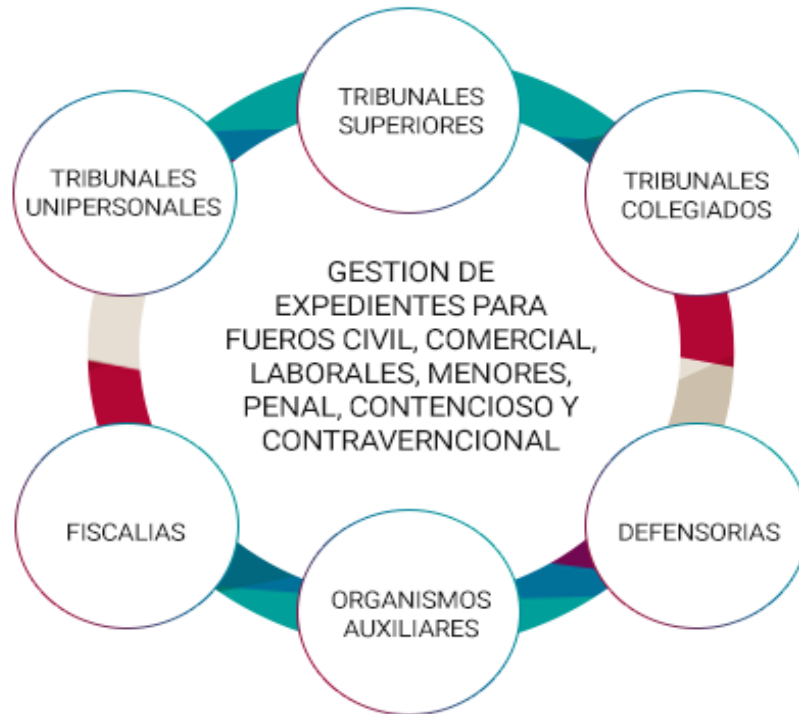 TRIBUNALES
SUPERIORES
TRIBUNALES
UNIPERSONALES
TRIBUNALES
COLEGIADOS
GESTION DE
EXPEDIENTES PARA
FUEROS CIVIL, COMERCIAL,
LABORALES, MENORES,
PENAL, CONTENCIOSO Y
CONTRAVERNCIONAL
FISCALIAS
DEFENSORIAS
ORGANISMOS
AUXILIARES